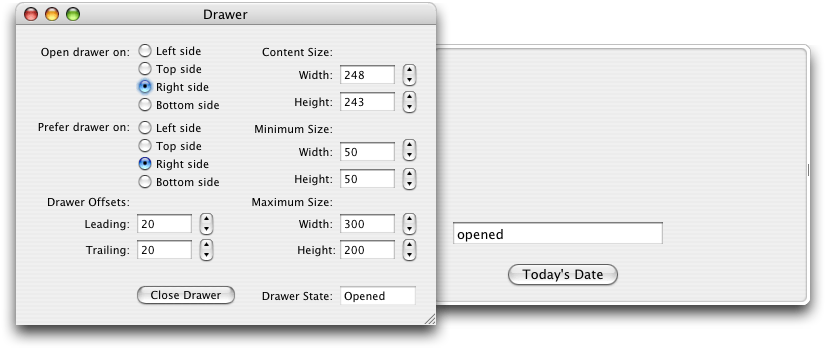 Drawer
Open drawer on: Left side
Top side
Right side
Bottom side
Prefer drawer on: Left side
Top side
Right side
Bottom side
Drawer Offsets:
Leading: 20
Trailing: 20
Close Drawer
Content Size:
Width: 248
Height: 243
Minimum Size:
Width: 50
Height: 50
Maximum Size:
Width: 300
Height: 200
Drawer State: Opened
opened
Today's Date